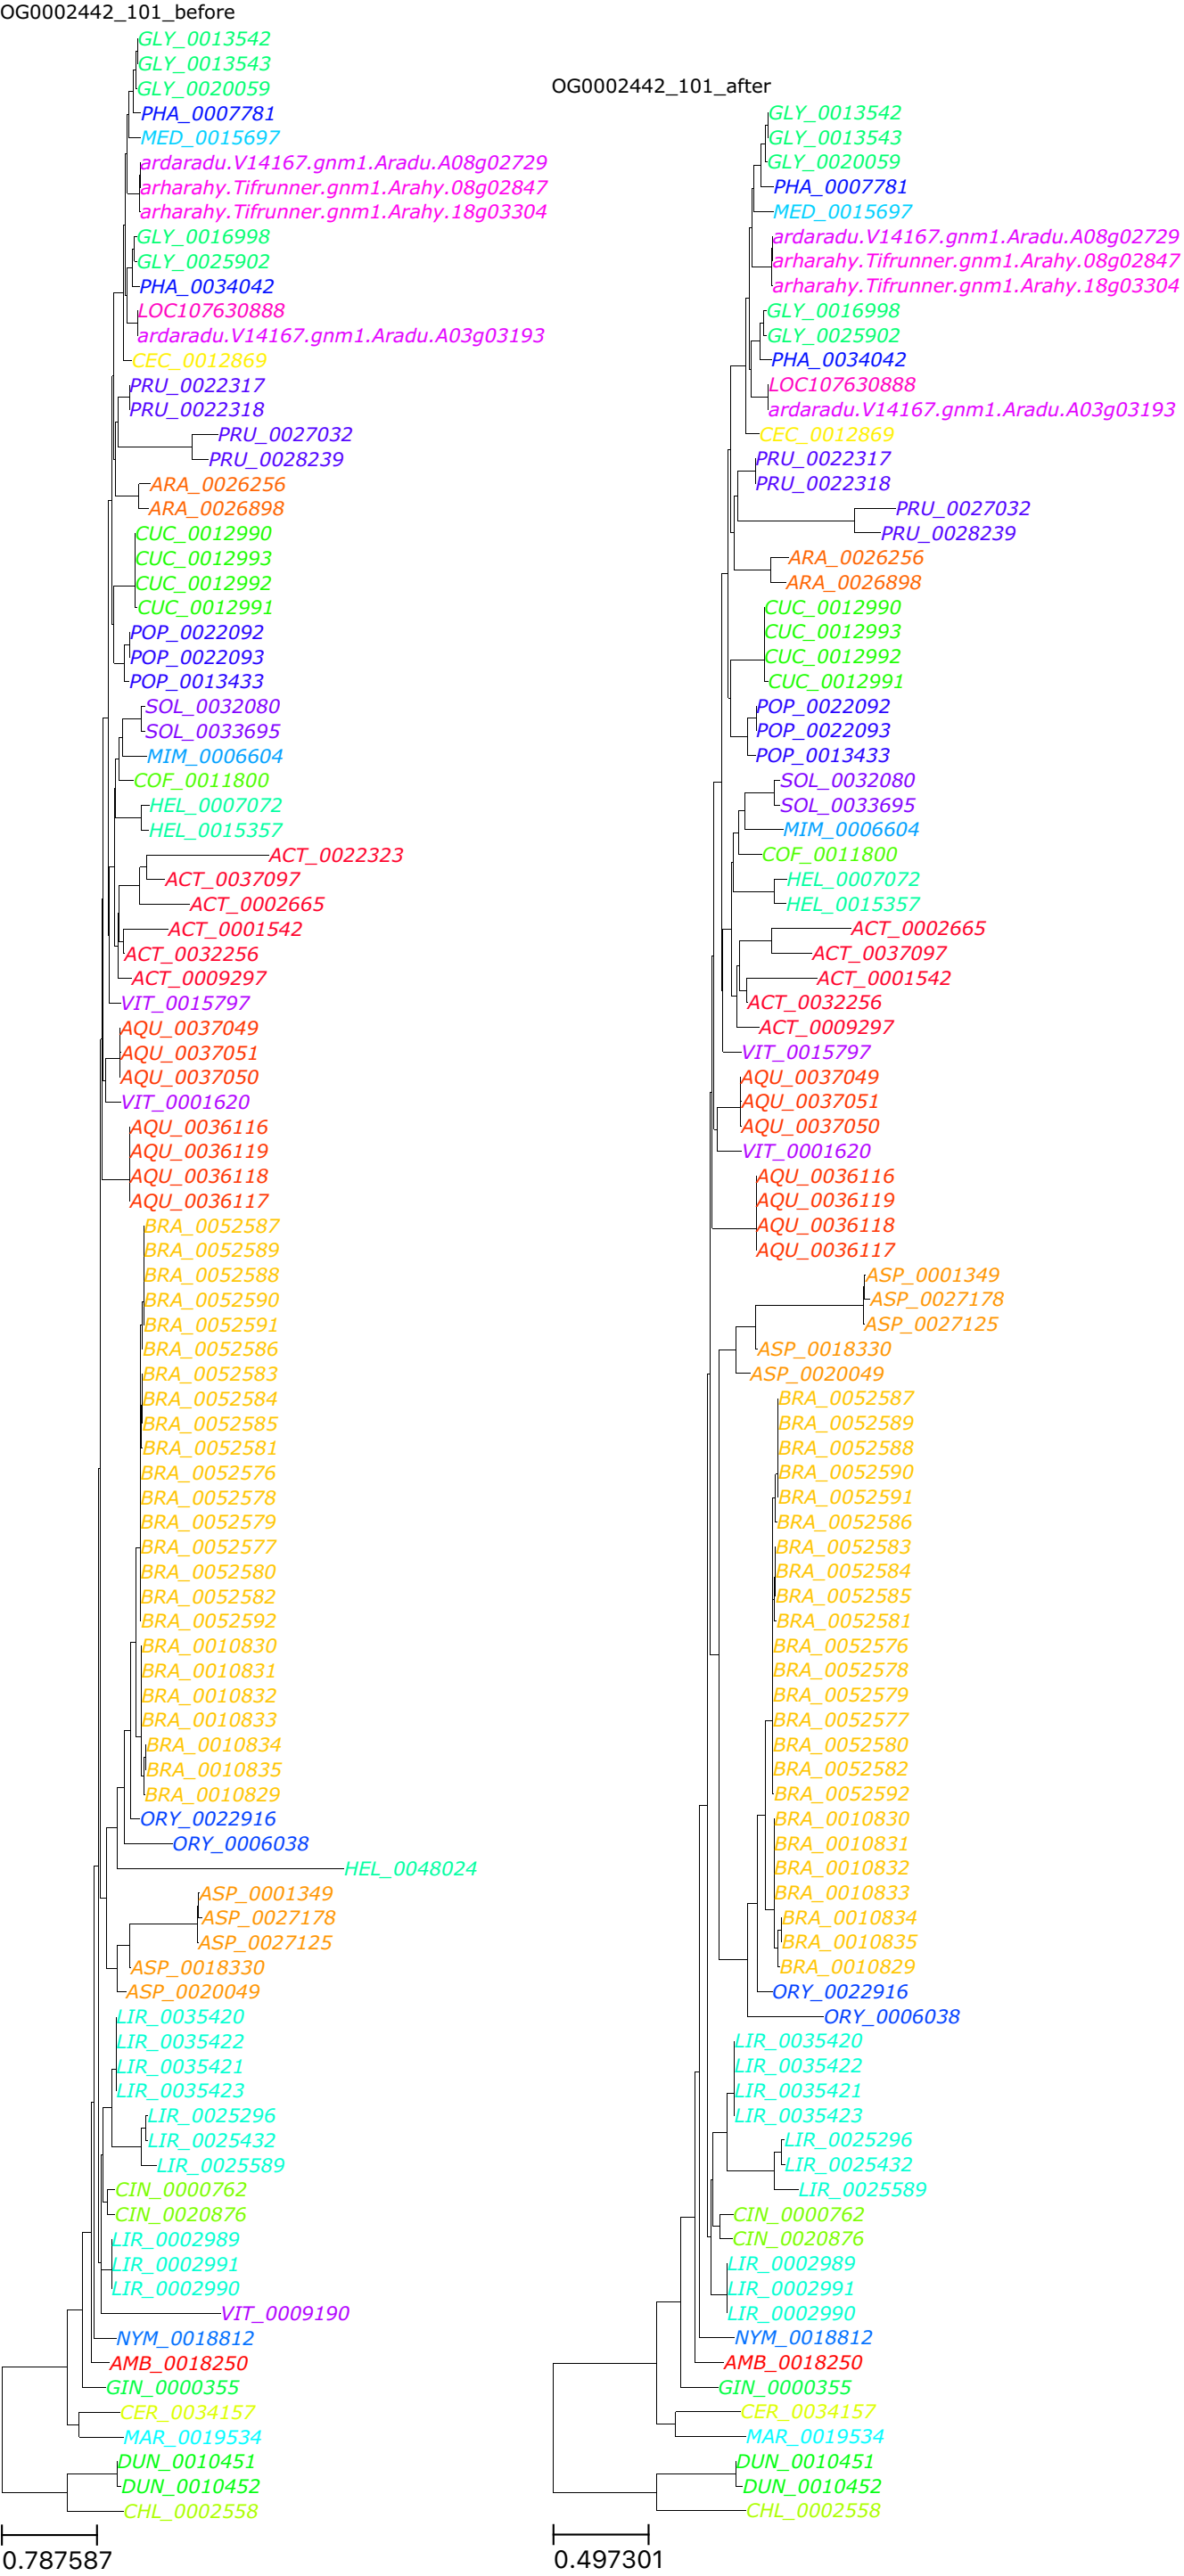 OG0002442_101_before
GLY_0013542
GLY_0013543
GLY_0020059
PHA_0007781
MED_0015697
ardaradu.V14167.gnm1.Aradu.A08g02729
arharahy.Tifrunner.gnm1.Arahy.08g02847
arharahy.Tifrunner.gnm1.Arahy.18g03304
GLY_0016998
GLY_0025902
PHA_0034042
LOC107630888
ardaradu.V14167.gnm1.Aradu.A03g03193
CEC_0012869
PRU_0022317
PRU_0022318
PRU_0027032
PRU_0028239
ARA_0026256
ARA_0026898
CUC_0012990
CUC_0012993
CUC_0012992
CUC_0012991
POP_0022092
POP_0022093
POP_0013433
SOL_0032080
SOL_0033695
MIM_0006604
COF_0011800
HEL_0007072
HEL_0015357
ACT_0022323
ACT_0037097
ACT_0002665
ACT_0001542
ACT_0032256
ACT_0009297
VIT_0015797
AQU_0037049
AQU_0037051
AQU_0037050
VIT_0001620
AQU_0036116
AQU_0036119
AQU_0036118
AQU_0036117
BRA_0052587
BRA_0052589
BRA_0052588
BRA_0052590
BRA_0052591
BRA_0052586
BRA_0052583
BRA_0052584
BRA_0052585
BRA_0052581
BRA_0052576
BRA_0052578
BRA_0052579
BRA_0052577
BRA_0052580
BRA_0052582
BRA_0052592
BRA_0010830
BRA_0010831
BRA_0010832
BRA_0010833
BRA_0010834
BRA_0010835
BRA_0010829
ORY_0022916
ORY_0006038
HEL_0048024
ASP_0001349
ASP_0027178
ASP_0027125
ASP_0018330
ASP_0020049
LIR_0035420
LIR_0035422
LIR_0035421
LIR_0035423
LIR_0025296
LIR_0025432
LIR_0025589
CIN_0000762
CIN_0020876
LIR_0002989
LIR_0002991
LIR_0002990
VIT_0009190
NYM_0018812
AMB_0018250
GIN_0000355
CER_0034157
MAR_0019534
DUN_0010451
DUN_0010452
CHL_0002558
0.787587
OG0002442_101_after
GLY_0013542
GLY_0013543
GLY_0020059
PHA_0007781
MED_0015697
ardaradu.V14167.gnm1.Aradu.A08g02729
arharahy.Tifrunner.gnm1.Arahy.08g02847
arharahy.Tifrunner.gnm1.Arahy.18g03304
GLY_0016998
GLY_0025902
PHA_0034042
LOC107630888
ardaradu.V14167.gnm1.Aradu.A03g03193
CEC_0012869
PRU_0022317
PRU_0022318
PRU_0027032
PRU_0028239
ARA_0026256
ARA_0026898
CUC_0012990
CUC_0012993
CUC_0012992
CUC_0012991
POP_0022092
POP_0022093
POP_0013433
SOL_0032080
SOL_0033695
MIM_0006604
COF_0011800
HEL_0007072
HEL_0015357
ACT_0002665
ACT_0037097
ACT_0001542
ACT_0032256
ACT_0009297
VIT_0015797
AQU_0037049
AQU_0037051
AQU_0037050
VIT_0001620
AQU_0036116
AQU_0036119
AQU_0036118
AQU_0036117
ASP_0001349
ASP_0027178
ASP_0027125
ASP_0018330
ASP_0020049
BRA_0052587
BRA_0052589
BRA_0052588
BRA_0052590
BRA_0052591
BRA_0052586
BRA_0052583
BRA_0052584
BRA_0052585
BRA_0052581
BRA_0052576
BRA_0052578
BRA_0052579
BRA_0052577
BRA_0052580
BRA_0052582
BRA_0052592
BRA_0010830
BRA_0010831
BRA_0010832
BRA_0010833
BRA_0010834
BRA_0010835
BRA_0010829
ORY_0022916
ORY_0006038
LIR_0035420
LIR_0035422
LIR_0035421
LIR_0035423
LIR_0025296
LIR_0025432
LIR_0025589
CIN_0000762
CIN_0020876
LIR_0002989
LIR_0002991
LIR_0002990
NYM_0018812
AMB_0018250
GIN_0000355
CER_0034157
MAR_0019534
DUN_0010451
DUN_0010452
CHL_0002558
0.497301